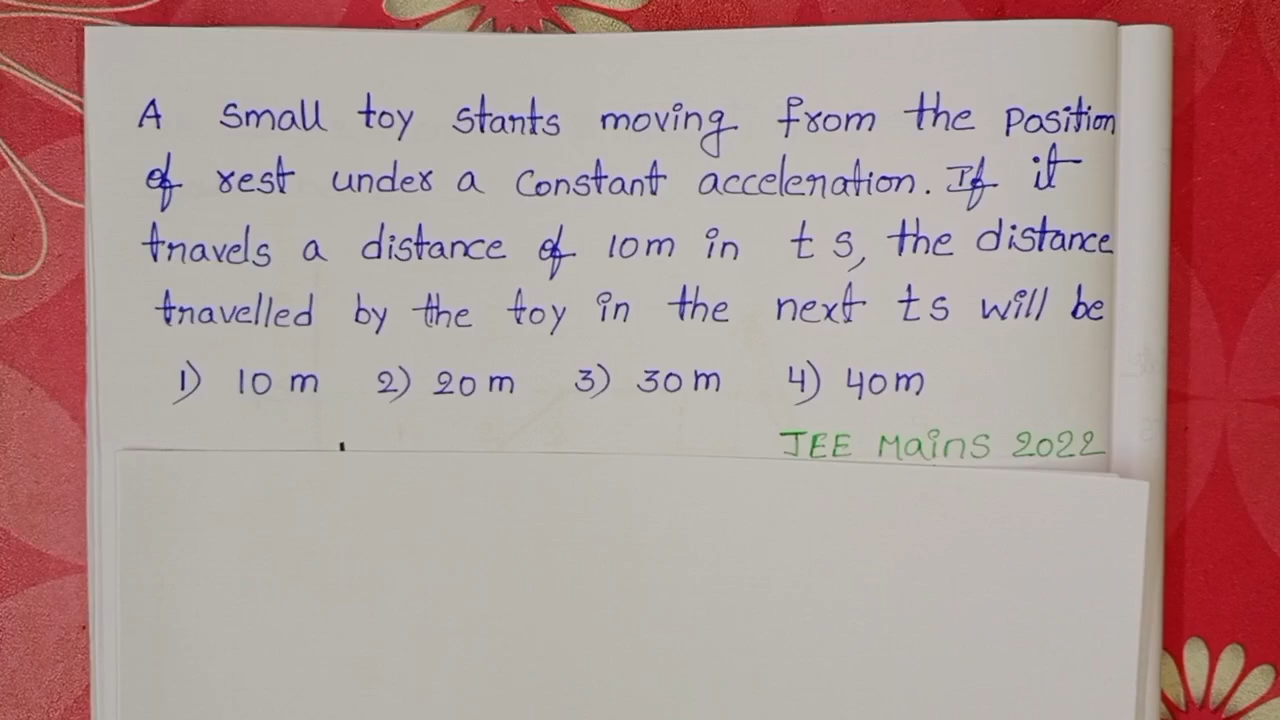 A small toy starts moving from the position
of rest under a constant acceleration. If it
travels a distance of 10m in t s, the distance
travelled by the toy in the next ts will be
1) 10 m 2) 20 m 3) 30 m 4) 40 m
JEE Mains 2022